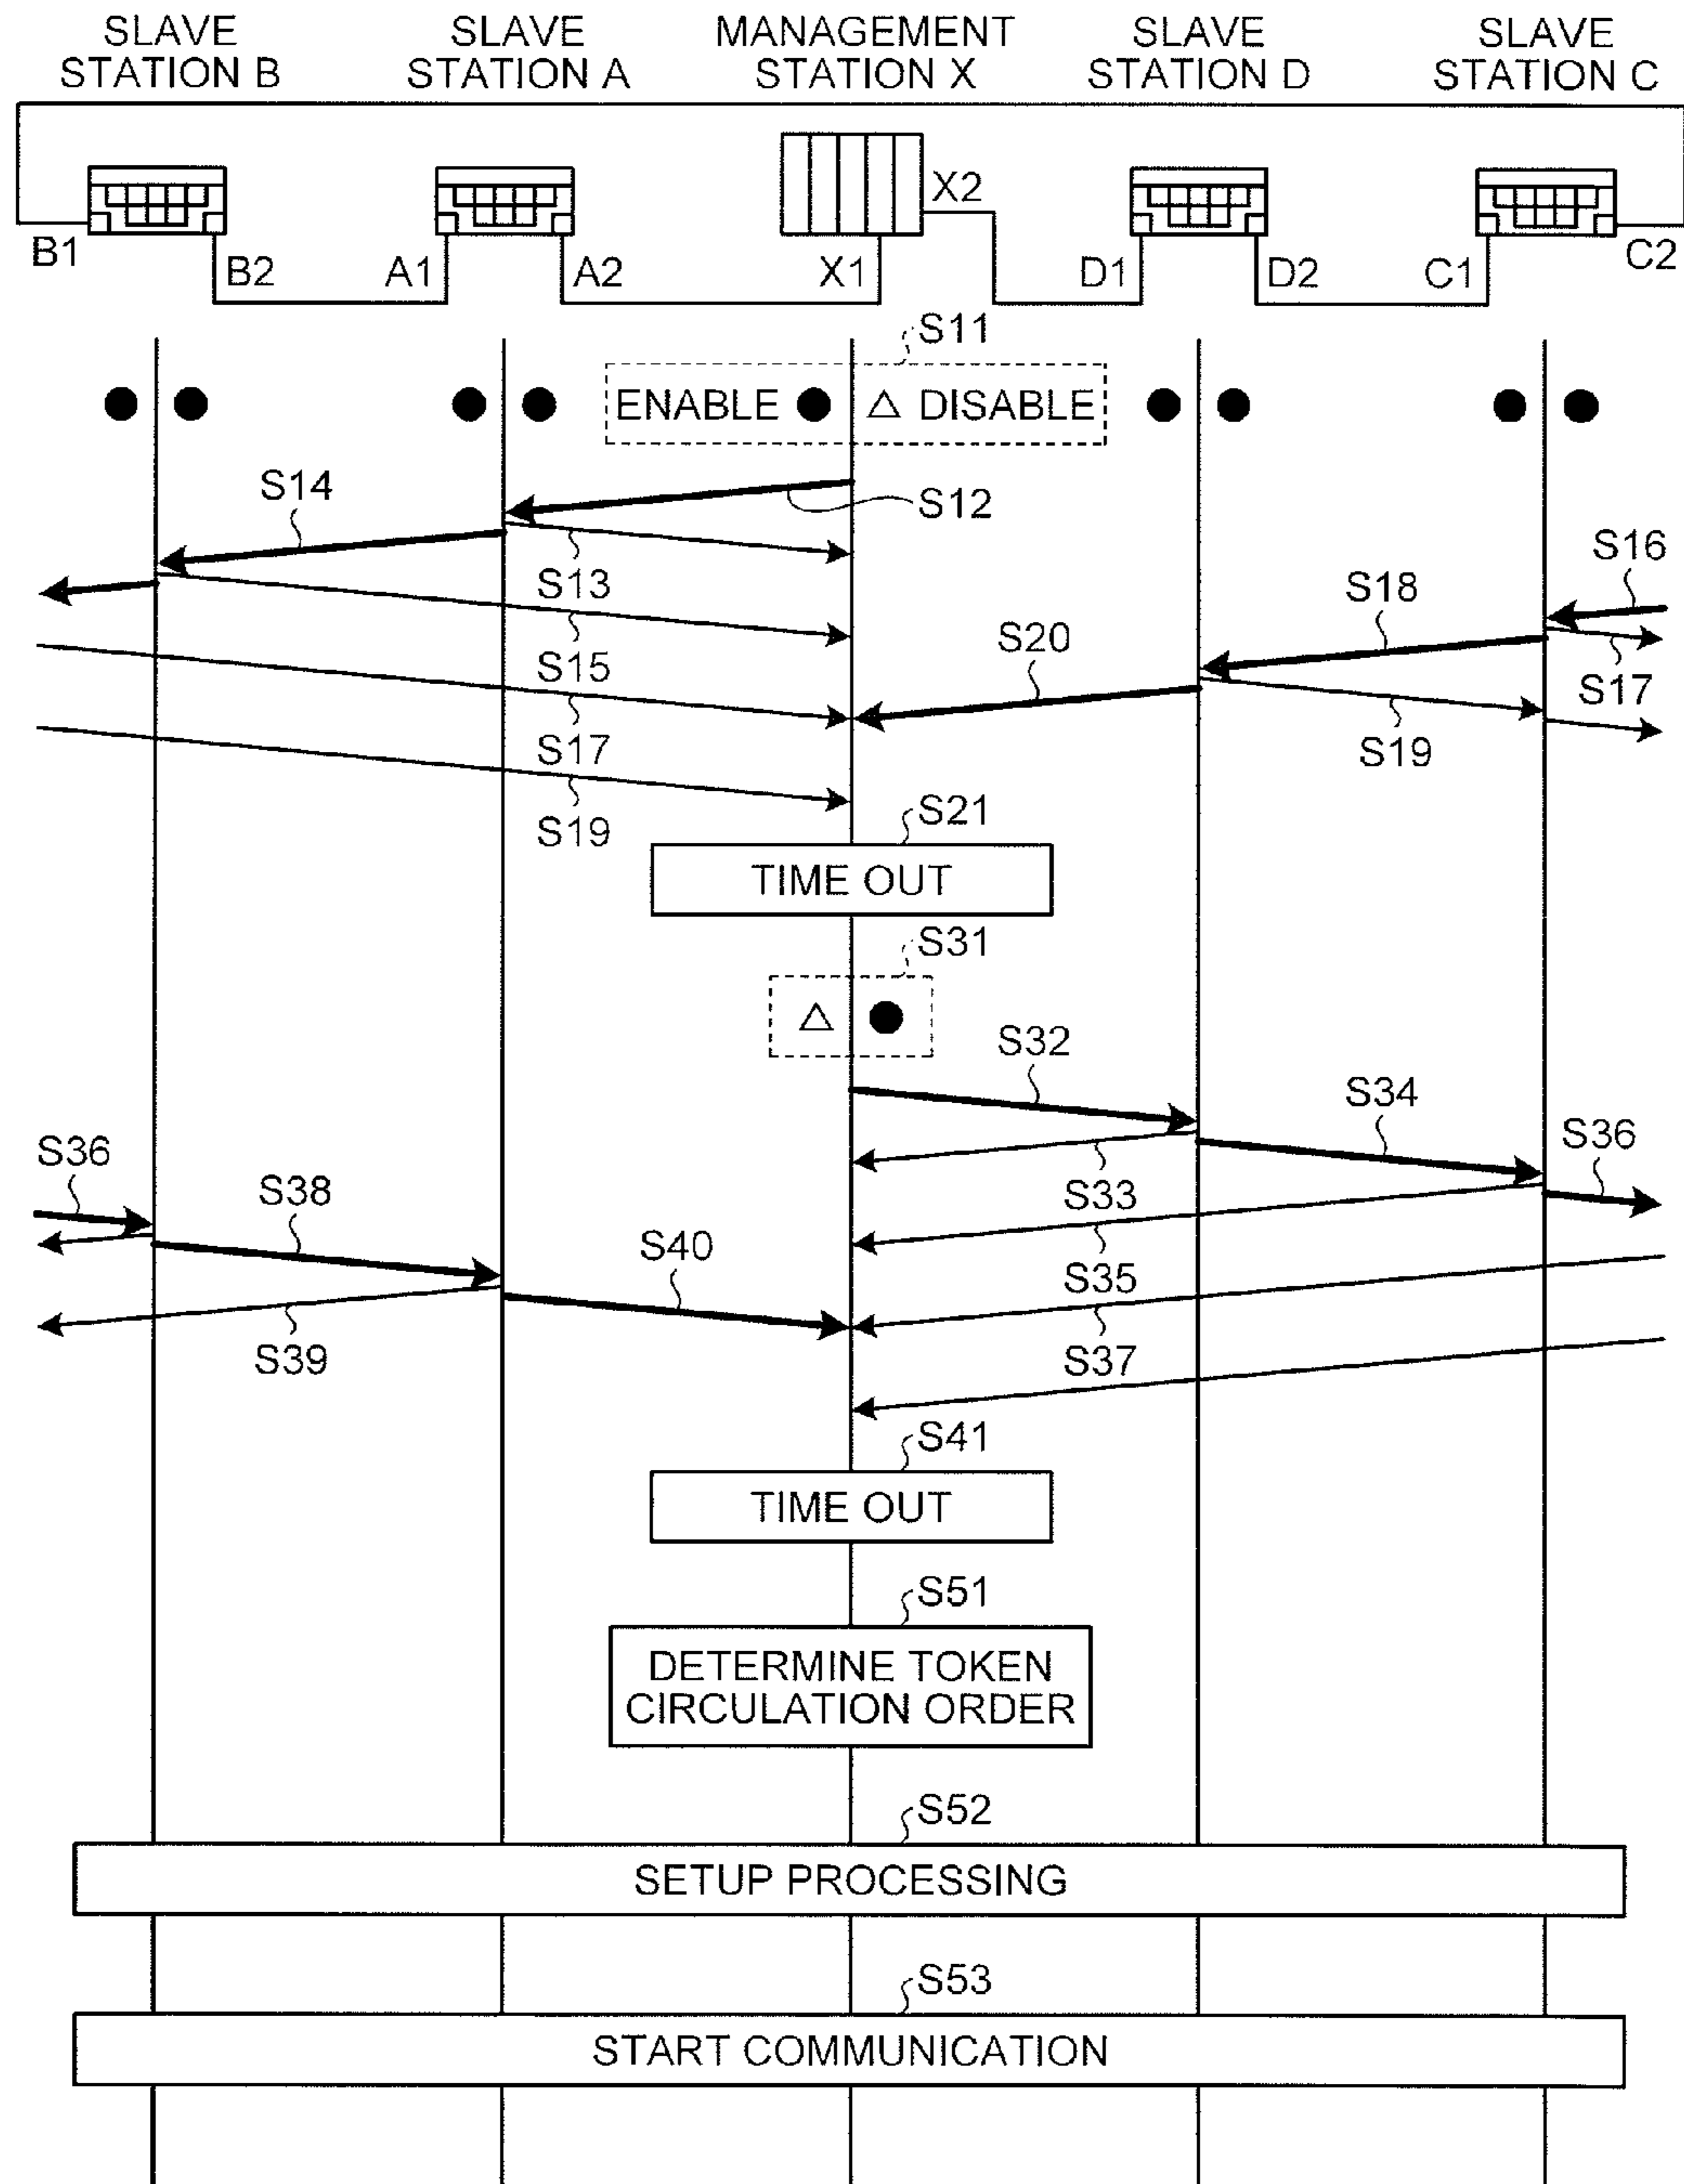 SLAVE STATION B
SLAVE STATION A
MANAGEMENT STATION X
SLAVE STATION D
SLAVE STATION C
B1
B2
A1
A2
X1
X2
D1
D2
C1
C2
S11
ENABLE
DISABLE
S12
S14
S13
S16
S18
S15
S20
S17
S17
S19
S19
S21
TIME OUT
S31
S32
S34
S36
S36
S38
S33
S40
S35
S39
S37
S41
TIME OUT
S51
DETERMINE TOKEN
CIRCULATION ORDER
S52
SETUP PROCESSING
S53
START COMMUNICATION